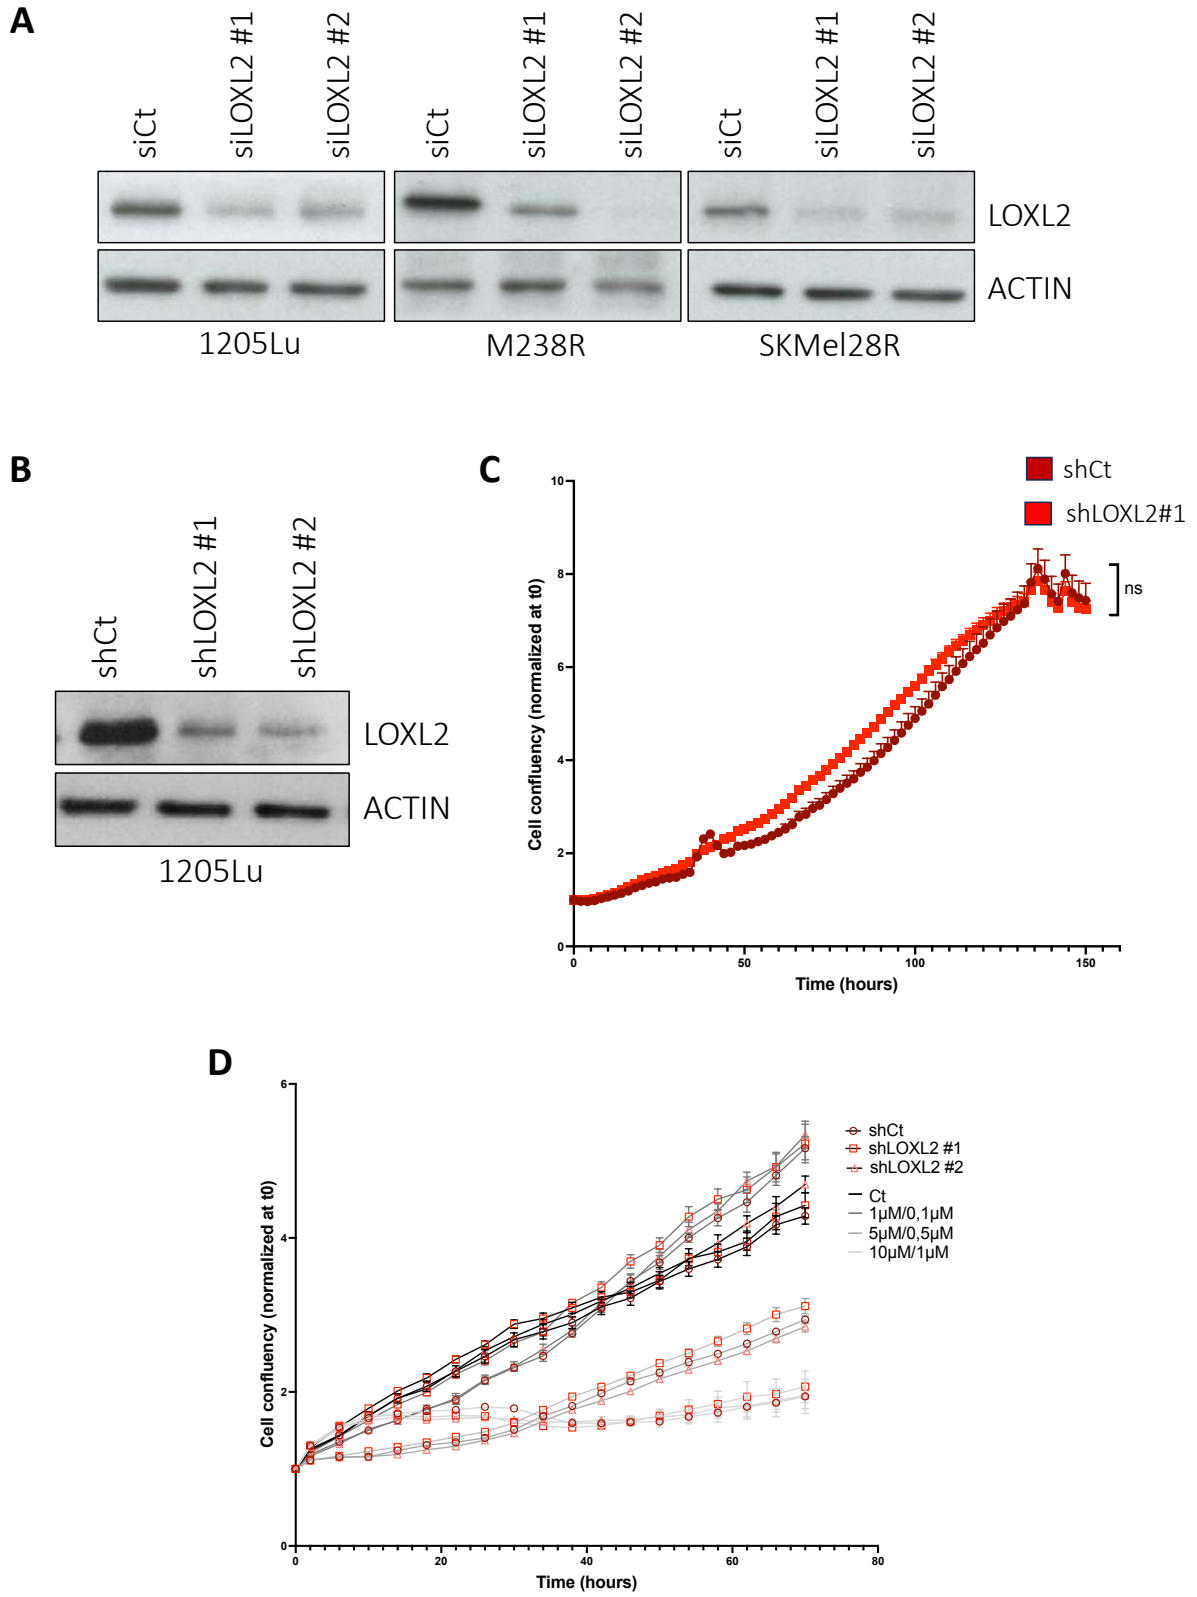 A
siCt
siLOXL2 #1
siLOXL2 #2
siCt
siLOXL2 #1
siLOXL2 #2
siCt
siLOXL2 #1
siLOXL2 #2
LOXL2
ACTIN
1205Lu
M238R
SKMel28R
B
shCt
shLOXL2 #1
shLOXL2 #2
LOXL2
ACTIN
1205Lu
C
shCt
shLOXL2#1
Cell confluency (normalized at t0)
10
8
6
4
2
0
ns
0
50
100
150
Time (hours)
D
Cell confluency (normalized at t0)
6
4
2
0
shCt
shLOXL2 #1
shLOXL2 #2
Ct
1µM/0,1µM
5µM/0,5µM
10µM/1µM
0
20
40
60
80
Time (hours)